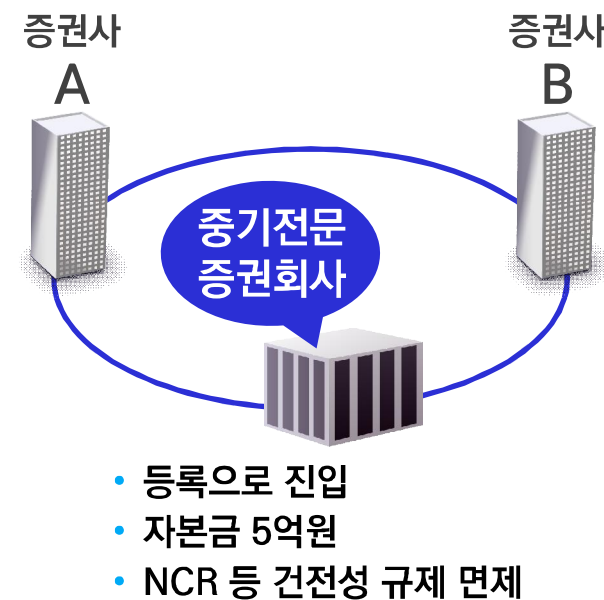 증권사
A
증권사
B
중기전문
증권회사
• 등록으로 진입
• 자본금 5억원
• NCR 등 건전성 규제 면제